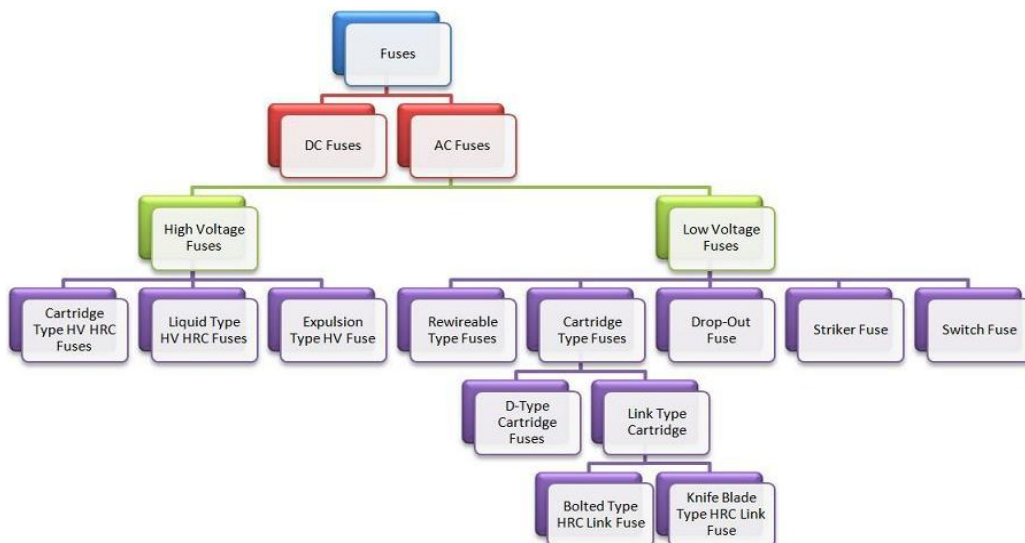 Fuses
DC Fuses
AC Fuses
High Voltage
Fuses
Low Voltage
Fuses
Cartridge
Type HV HRC
Fuses
Liquid Type
HV HRC Fuses
Expulsion
Type HV Fuse
Rewireable
Type Fuses
Cartridge
Type Fuses
Drop-Out
Fuse
Striker Fuse
Switch Fuse
D-Type
Cartridge
Fuses
Link Type
Cartridge
Bolted Type
HRC Link Fuse
Knife Blade
Type HRC Link
Fuse